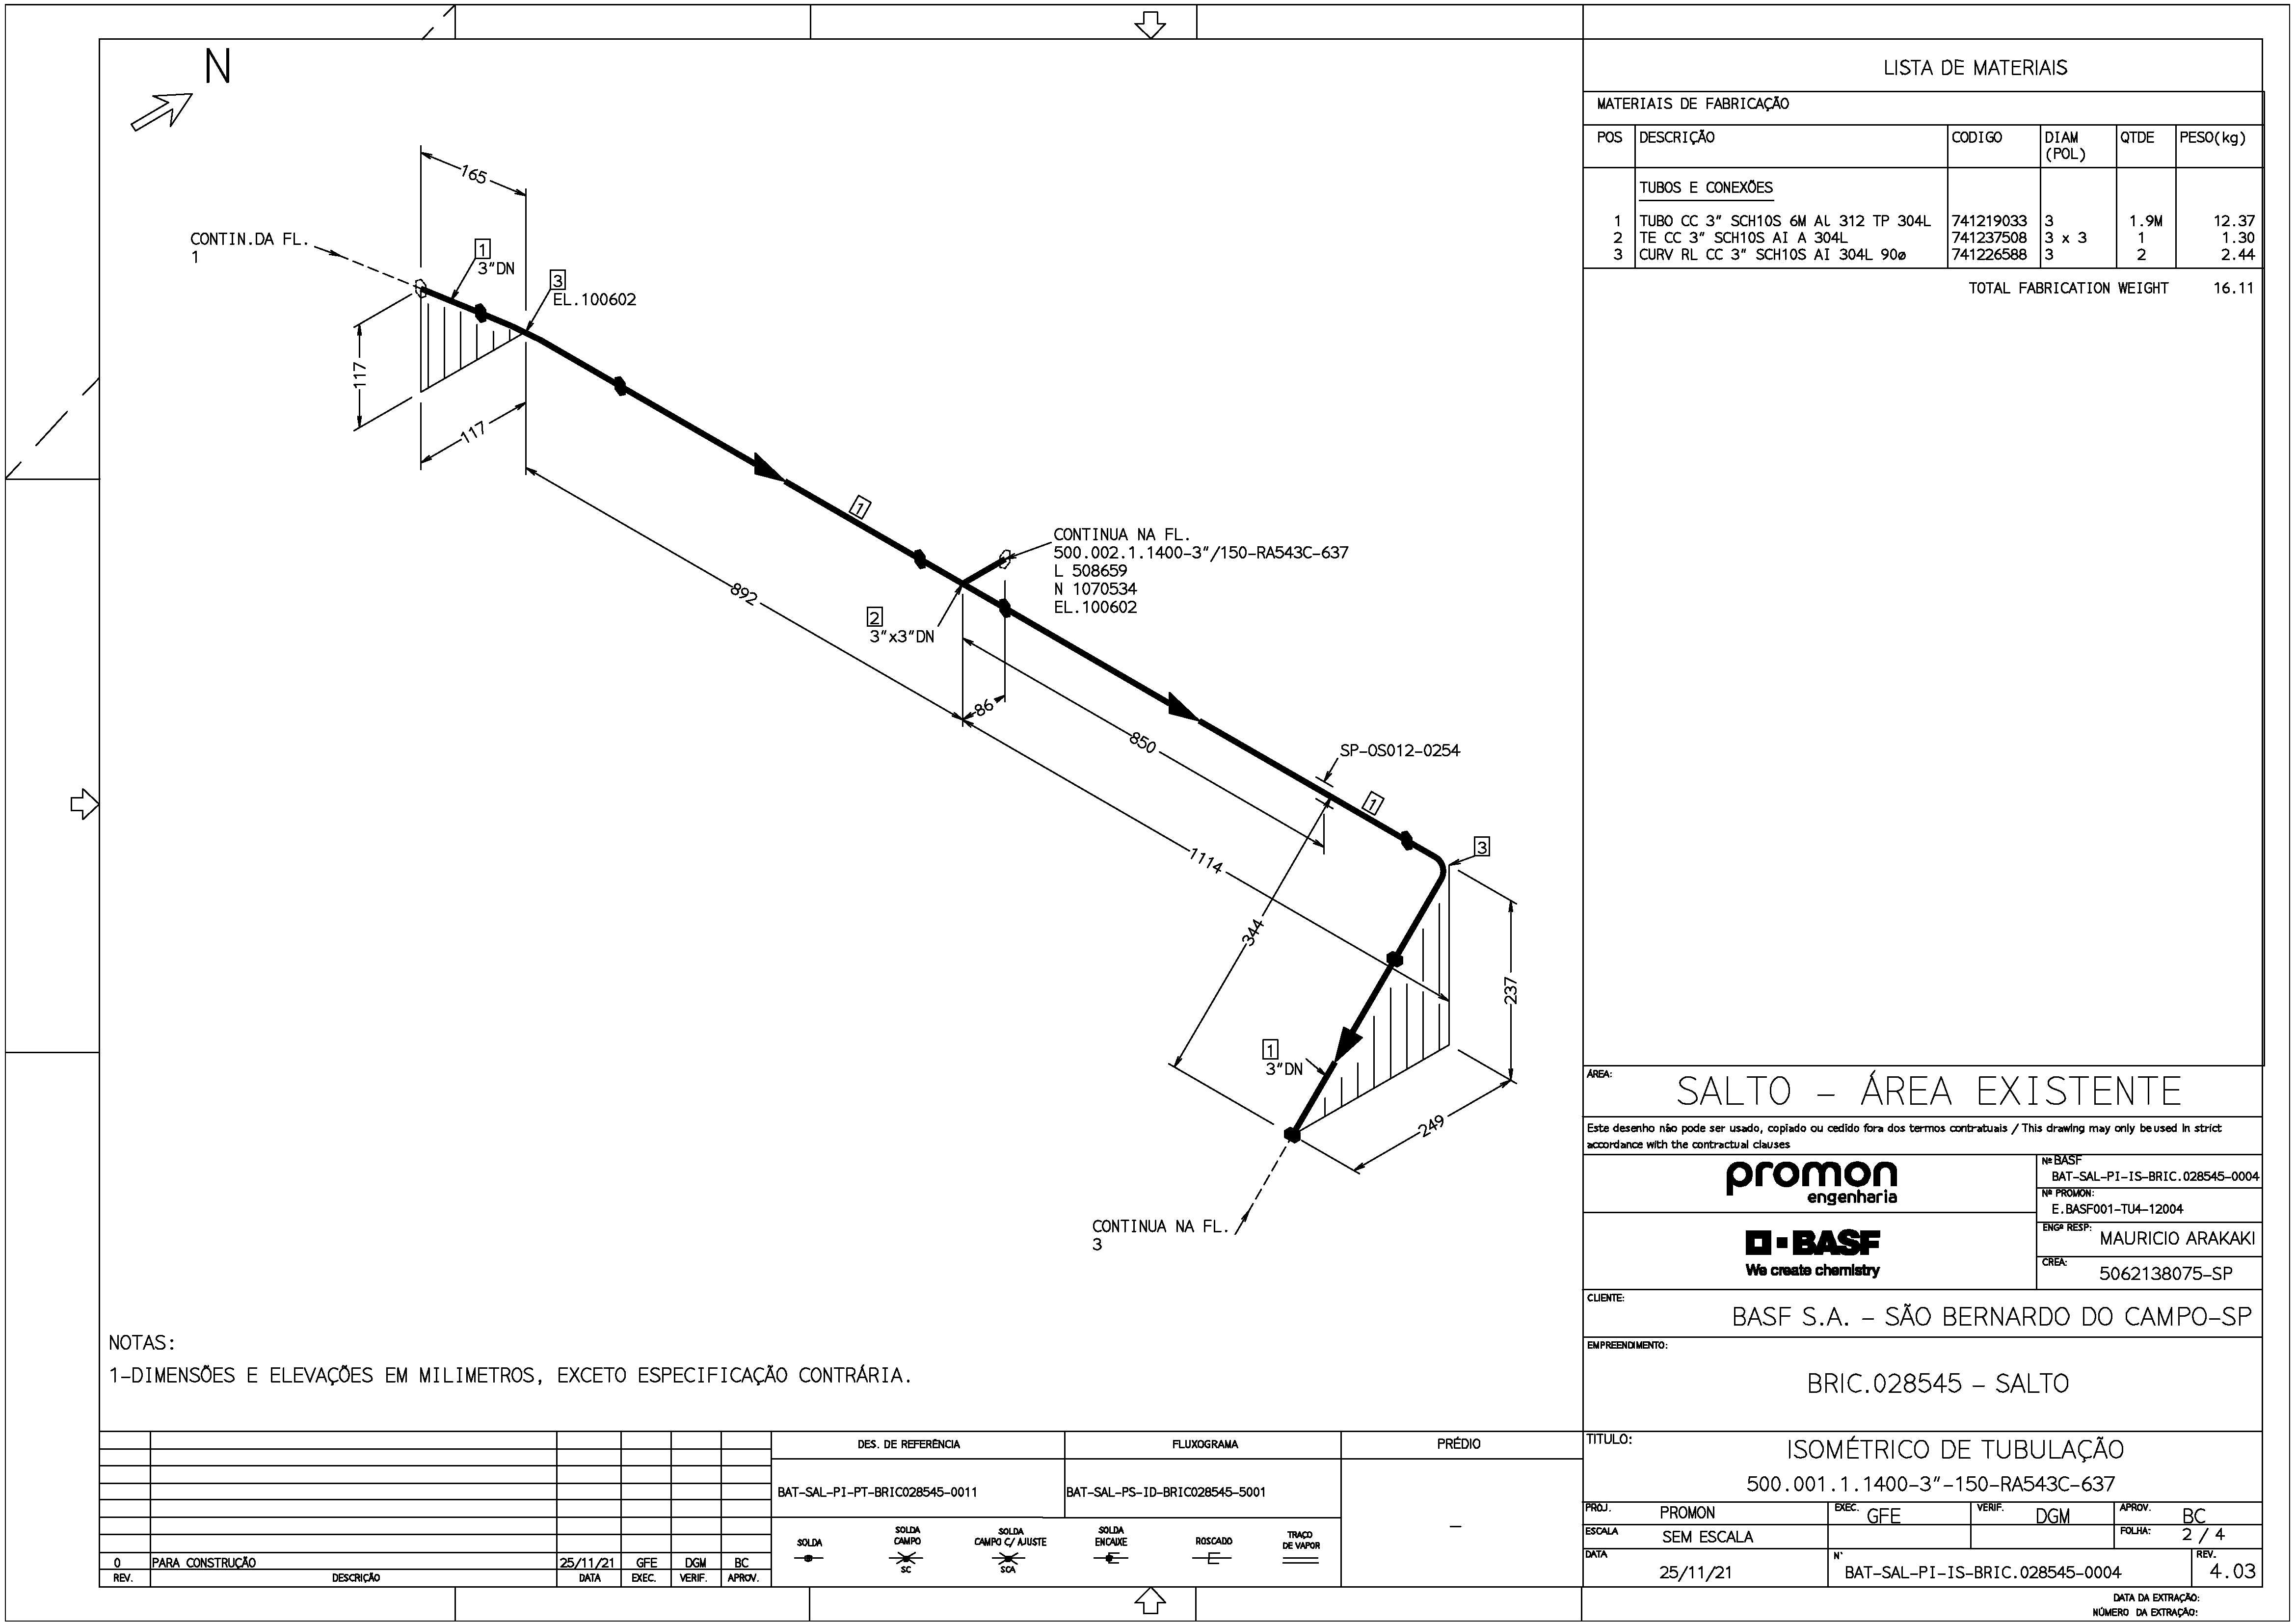 N
165
CONTIN.DA FL.
1
1
3"DN
3
EL.100602
117
117
1
892
CONTINUA NA FL.
500.002.1.1400-3"/150-RA543C-637
L 508659
N 1070534
EL.100602
2
3"x3"DN
86
850
SP-OS012-0254
1
1114
3
344
237
1
3"DN
249
CONTINUA NA FL.
3
NOTAS:
1-DIMENSÕES E ELEVAÇÕES EM MILIMETROS, EXCETO ESPECIFICAÇÃO CONTRÁRIA.
LISTA DE MATERIAIS
MATERIAIS DE FABRICAÇÃO
POS DESCRIÇÃO CODIGO DIAM (POL) QTDE PESO(kg)
TUBOS E CONEXÕES
1 TUBO CC 3" SCH10S 6M Al 312 TP 304L 741219033 3 1.9M 12.37
2 TE CC 3" SCH10S AI A 304L 741237508 3 x 3 1 1.30
3 CURV RL CC 3" SCH10S AI 304L 90ø 741226588 3 2 2.44
TOTAL FABRICATION WEIGHT 16.11
ÁREA:
SALTO - ÁREA EXISTENTE
Este desenho não pode ser usado, copiado ou cedido fora dos termos contratuais / This drawing may only be used in strict
accordance with the contractual clauses
promon
engenharia
Nº BASF
BAT-SAL-PI-IS-BRIC.028545-0004
Nº PROMON:
E.BASF001-TU4-12004
BASF
We create chemistry
ENGº RESP:
MAURICIO ARAKAKI
CREA:
5062138075-SP
CLIENTE:
BASF S.A. - SÃO BERNARDO DO CAMPO-SP
EMPREENDIMENTO:
BRIC.028545 - SALTO
TITULO:
ISOMÉTRICO DE TUBULAÇÃO
500.001.1.1400-3"-150-RA543C-637
PROJ. PROMON EXEC. GFE VERIF. DGM APROV. BC
ESCALA SEM ESCALA FOLHA: 2 / 4
DATA 25/11/21 N° BAT-SAL-PI-IS-BRIC.028545-0004 REV. 4.03
DATA DA EXTRAÇÃO:
NÚMERO DA EXTRAÇÃO:
DES. DE REFERÊNCIA FLUXOGRAMA PRÉDIO
BAT-SAL-PI-PT-BRIC028545-0011 BAT-SAL-PS-ID-BRIC028545-5001 -
SOLDA
SOLDA
CAMPO
SC
SOLDA
CAMPO C/ AJUSTE
SCA
SOLDA
ENCAIXE
ROSCADO
TRAÇO
DE VAPOR
0 PARA CONSTRUÇÃO 25/11/21 GFE DGM BC
REV. DESCRIÇÃO DATA EXEC. VERIF. APROV.